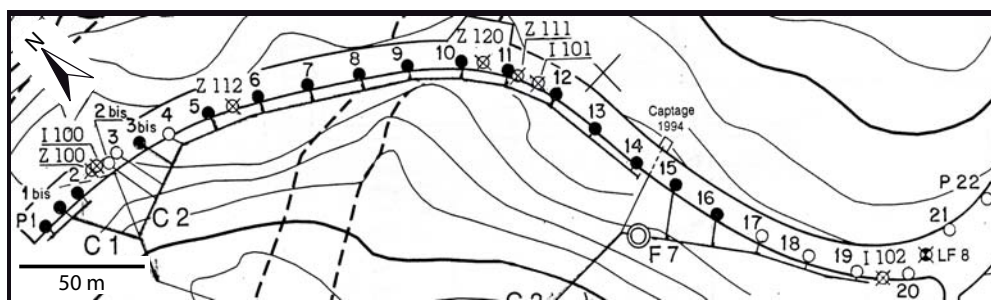 N
Z 111
Z 120
I 101
10
11
9
8
12
7
6
Z 112
13
Captage
1994
5
4
2 bis
3 bis
3
I 100
Z 100
14
15
2
1 bis
P1
16
P 22
C 2
17
21
C 1
18
F 7
19
I 102
LF 8
20
50 m